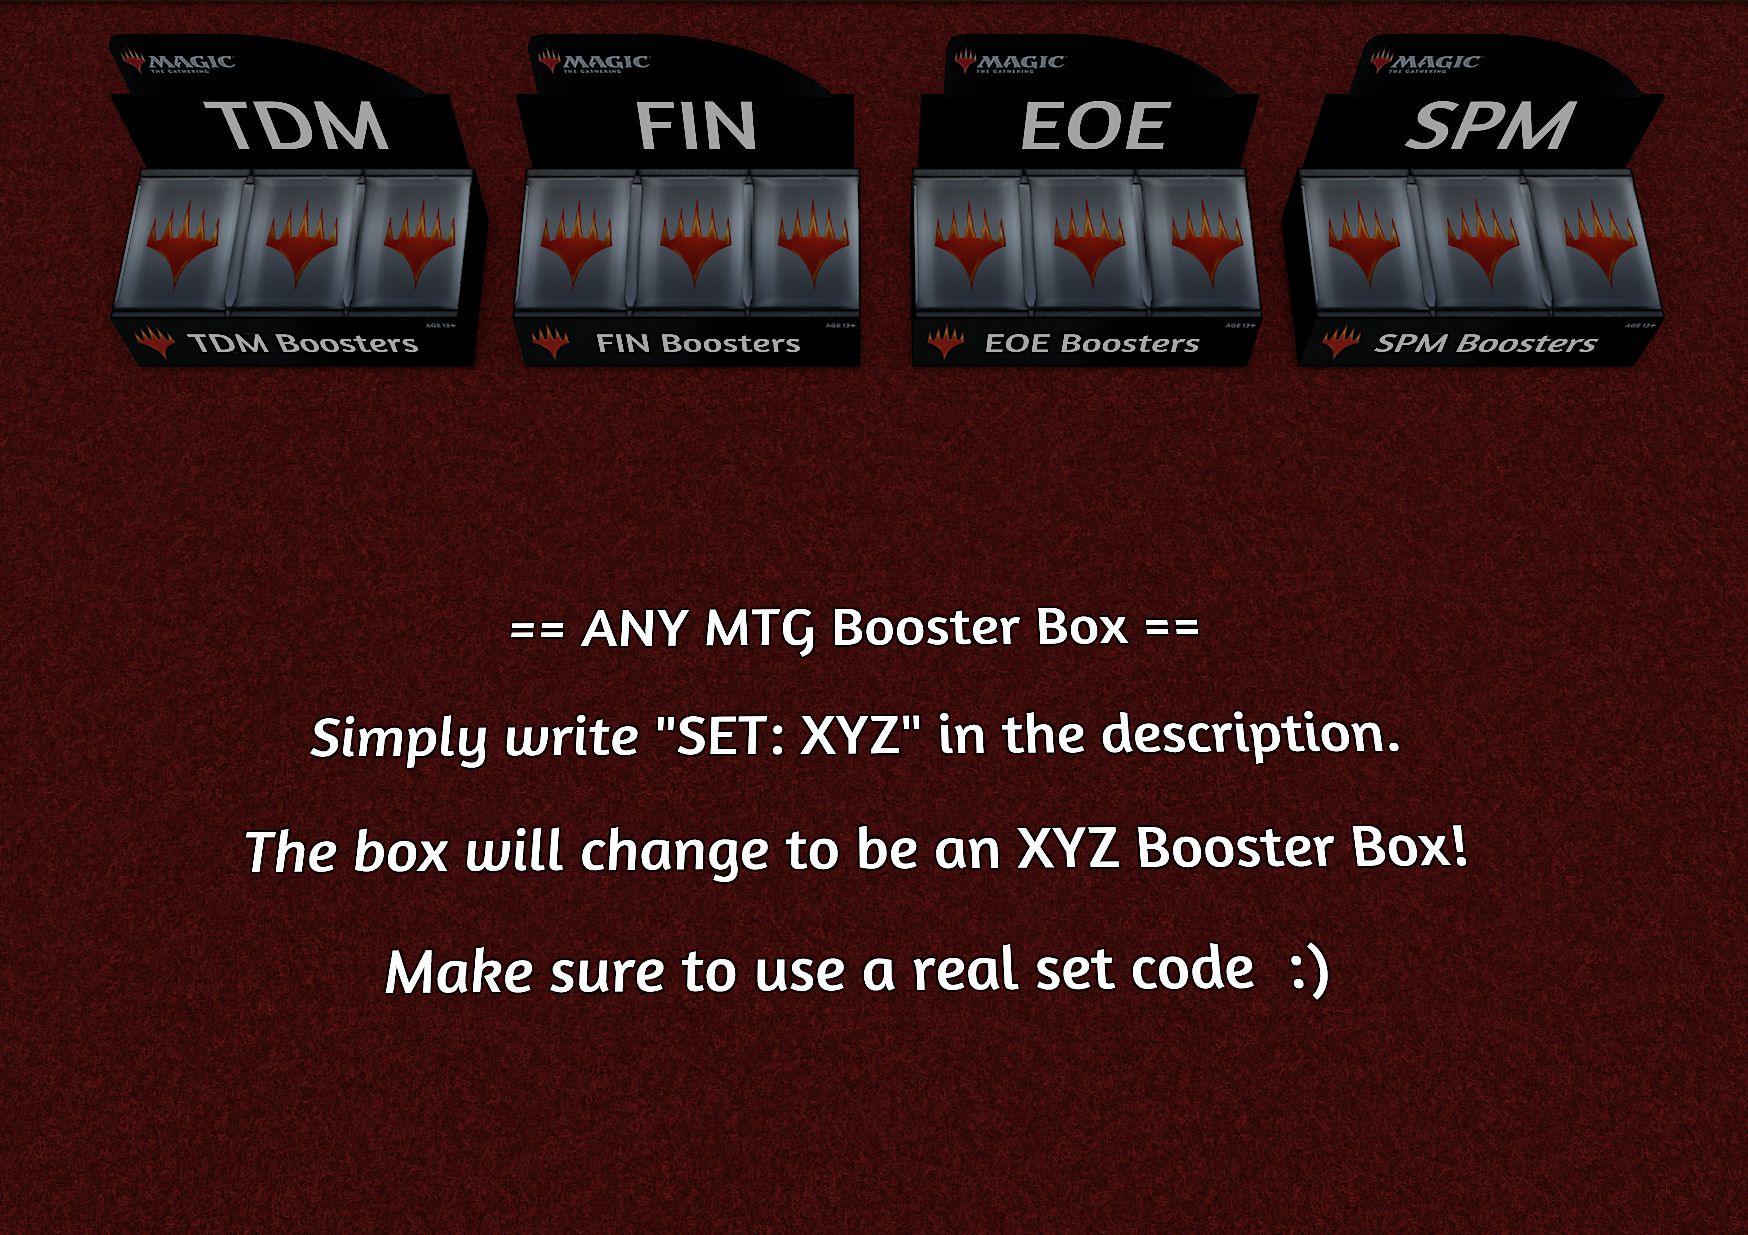 MAGIC
THE GATHERING
TDM
AGE 13+
TDM Boosters
MAGIC
THE GATHERING
FIN
AGE 13+
FIN Boosters
MAGIC
THE GATHERING
EOE
AGE 13+
EOE Boosters
MAGIC
THE GATHERING
SPM
AGE 13+
SPM Boosters
== ANY MTG Booster Box ==
Simply write "SET: XYZ" in the description.
The box will change to be an XYZ Booster Box!
Make sure to use a real set code :)